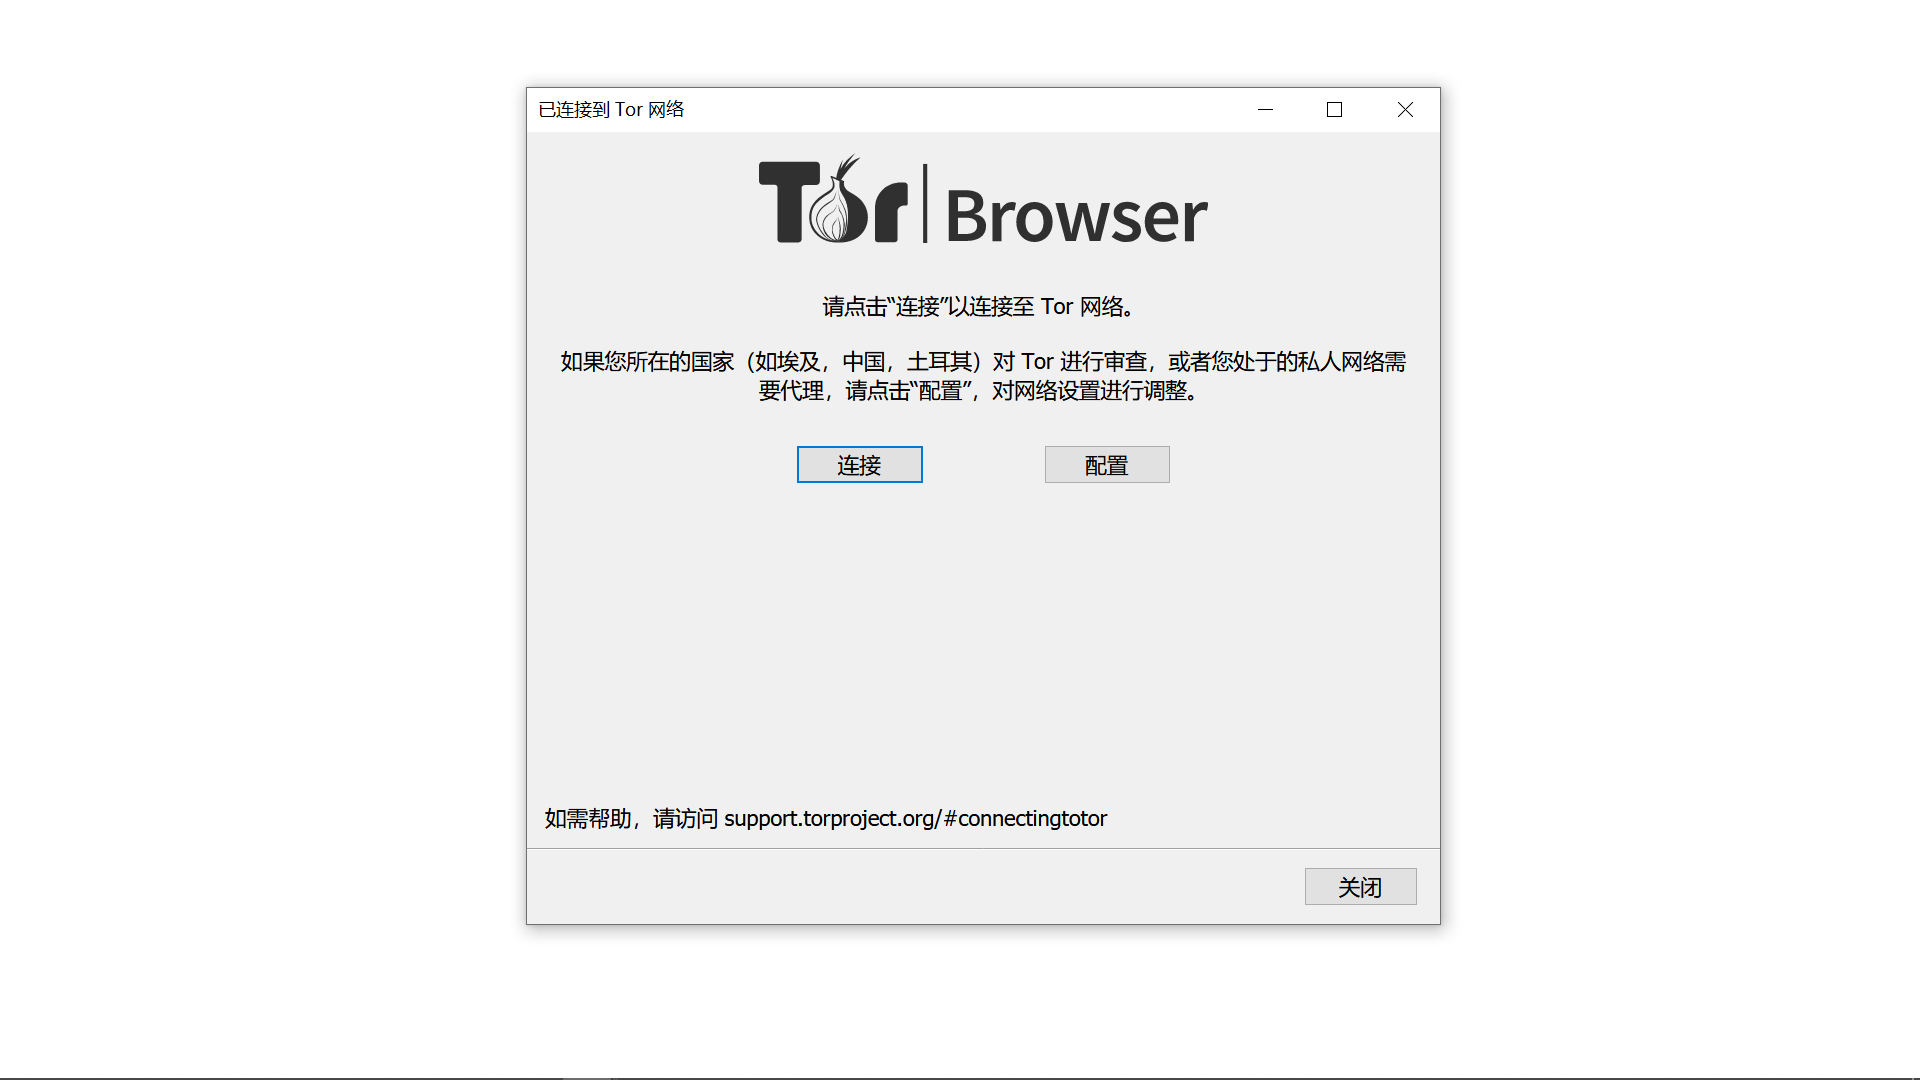 已连接到 Tor 网络
Tor Browser
请点击“连接”以连接至 Tor 网络。
如果您所在的国家（如埃及，中国，土耳其）对 Tor 进行审查，或者您处于的私人网络需
要代理，请点击“配置”，对网络设置进行调整。
连接 配置
如需帮助，请访问 support.torproject.org/#connectingtotor
关闭